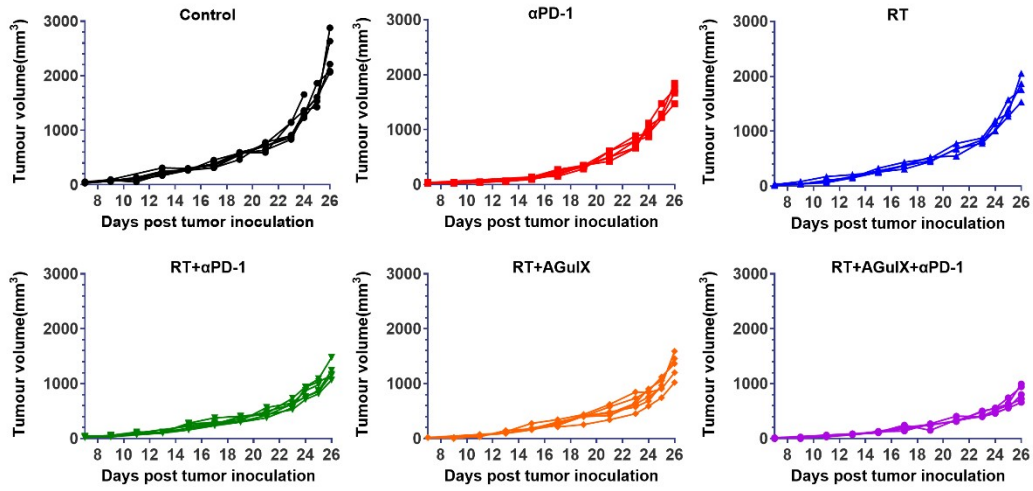 Control
Tumour volume(mm³)
3000
2000
1000
0
8 10 12 14 16 18 20 22 24 26
Days post tumor inoculation
αPD-1
Tumour volume(mm³)
3000
2000
1000
0
8 10 12 14 16 18 20 22 24 26
Days post tumor inoculation
RT
Tumour volume(mm³)
3000
2000
1000
0
8 10 12 14 16 18 20 22 24 26
Days post tumor inoculation
RT+αPD-1
Tumour volume(mm³)
3000
2000
1000
0
8 10 12 14 16 18 20 22 24 26
Days post tumor inoculation
RT+AGuIX
Tumour volume(mm³)
3000
2000
1000
0
8 10 12 14 16 18 20 22 24 26
Days post tumor inoculation
RT+AGuIX+αPD-1
Tumour volume(mm³)
3000
2000
1000
0
8 10 12 14 16 18 20 22 24 26
Days post tumor inoculation